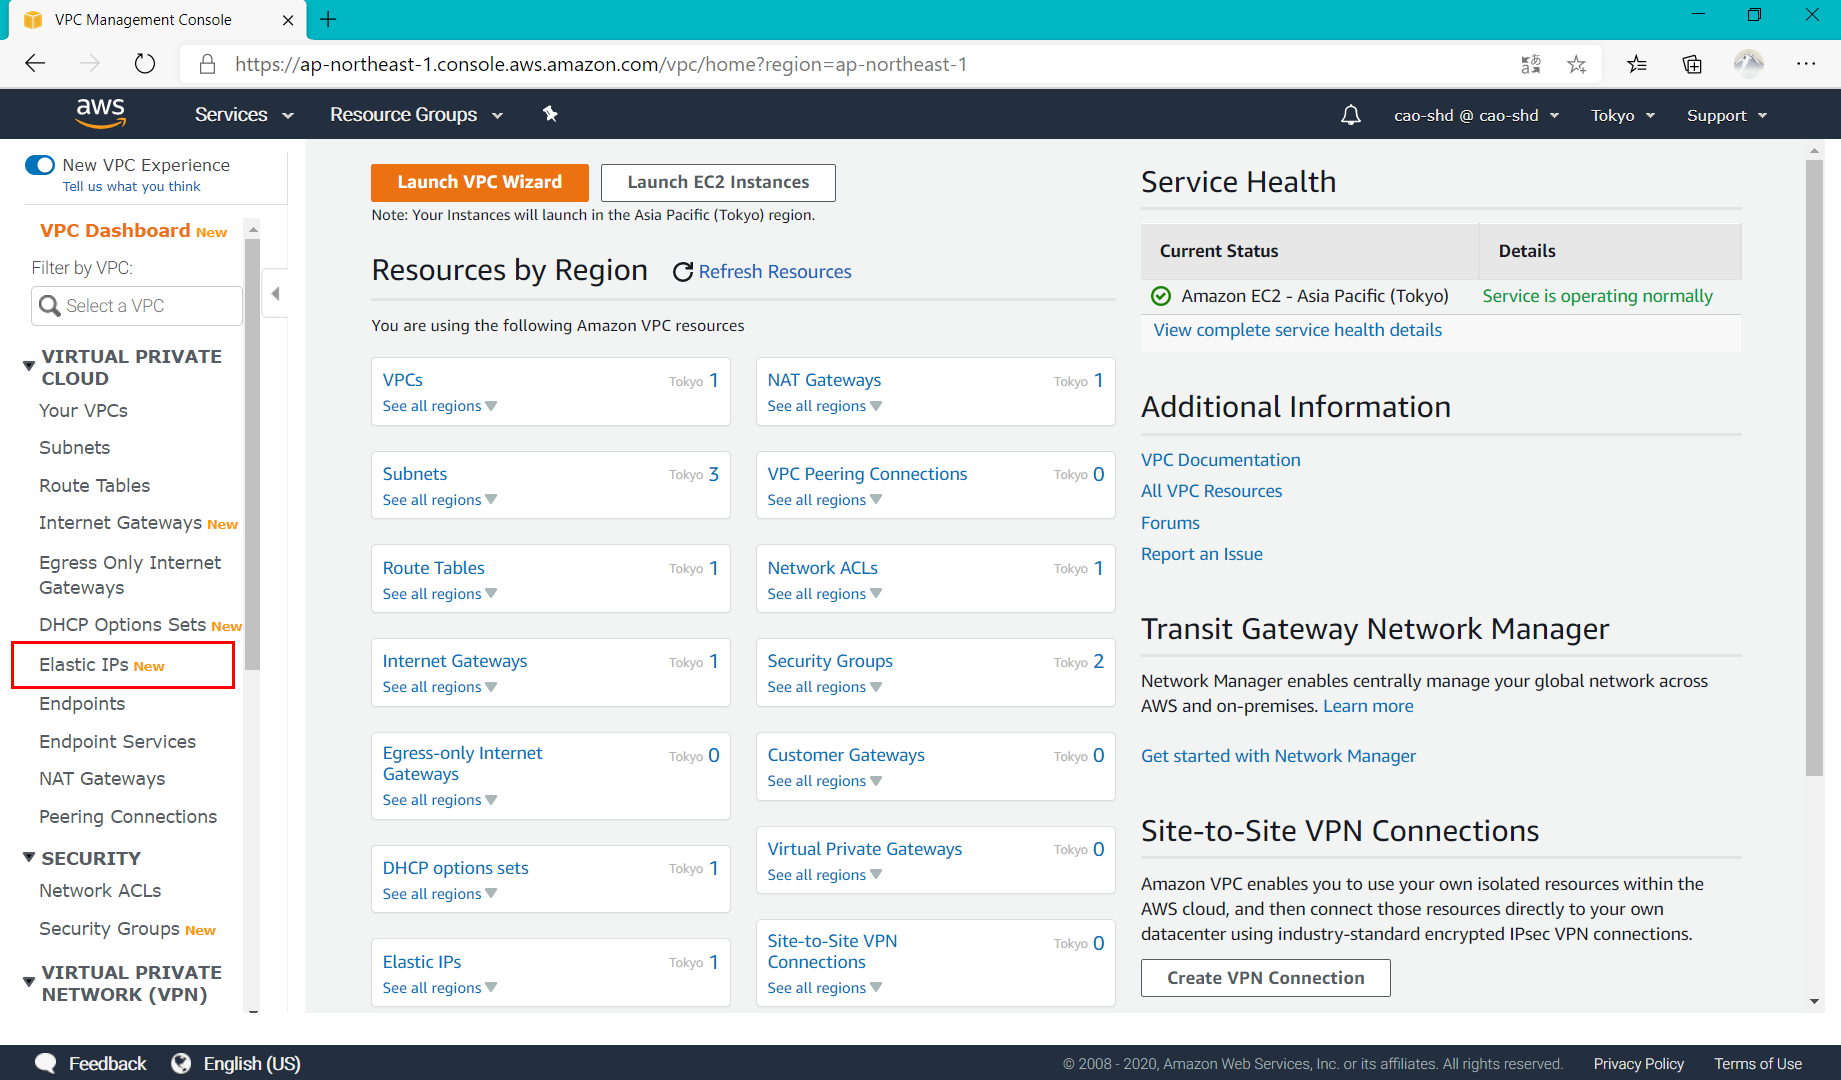 VPC Management Console
https://ap-northeast-1.console.aws.amazon.com/vpc/home?region=ap-northeast-1
aws
Services
Resource Groups
cao-shd @ cao-shd
Tokyo
Support
New VPC Experience
Tell us what you think
VPC Dashboard New
Filter by VPC:
Select a VPC
VIRTUAL PRIVATE
CLOUD
Your VPCs
Subnets
Route Tables
Internet Gateways New
Egress Only Internet
Gateways
DHCP Options Sets New
Elastic IPs New
Endpoints
Endpoint Services
NAT Gateways
Peering Connections
SECURITY
Network ACLs
Security Groups New
VIRTUAL PRIVATE
NETWORK (VPN)
Launch VPC Wizard
Launch EC2 Instances
Note: Your Instances will launch in the Asia Pacific (Tokyo) region.
Resources by Region
Refresh Resources
You are using the following Amazon VPC resources
VPCs Tokyo 1
See all regions
NAT Gateways Tokyo 1
See all regions
Subnets Tokyo 3
See all regions
VPC Peering Connections Tokyo 0
See all regions
Route Tables Tokyo 1
See all regions
Network ACLs Tokyo 1
See all regions
Internet Gateways Tokyo 1
See all regions
Security Groups Tokyo 2
See all regions
Egress-only Internet Tokyo 0
Gateways
See all regions
Customer Gateways Tokyo 0
See all regions
DHCP options sets Tokyo 1
See all regions
Virtual Private Gateways Tokyo 0
See all regions
Elastic IPs Tokyo 1
See all regions
Site-to-Site VPN Tokyo 0
Connections
See all regions
Service Health
Current Status Details
Amazon EC2 - Asia Pacific (Tokyo) Service is operating normally
View complete service health details
Additional Information
VPC Documentation
All VPC Resources
Forums
Report an Issue
Transit Gateway Network Manager
Network Manager enables centrally manage your global network across
AWS and on-premises. Learn more
Get started with Network Manager
Site-to-Site VPN Connections
Amazon VPC enables you to use your own isolated resources within the
AWS cloud, and then connect those resources directly to your own
datacenter using industry-standard encrypted IPsec VPN connections.
Create VPN Connection
Feedback
English (US)
© 2008 - 2020, Amazon Web Services, Inc. or its affiliates. All rights reserved.
Privacy Policy
Terms of Use